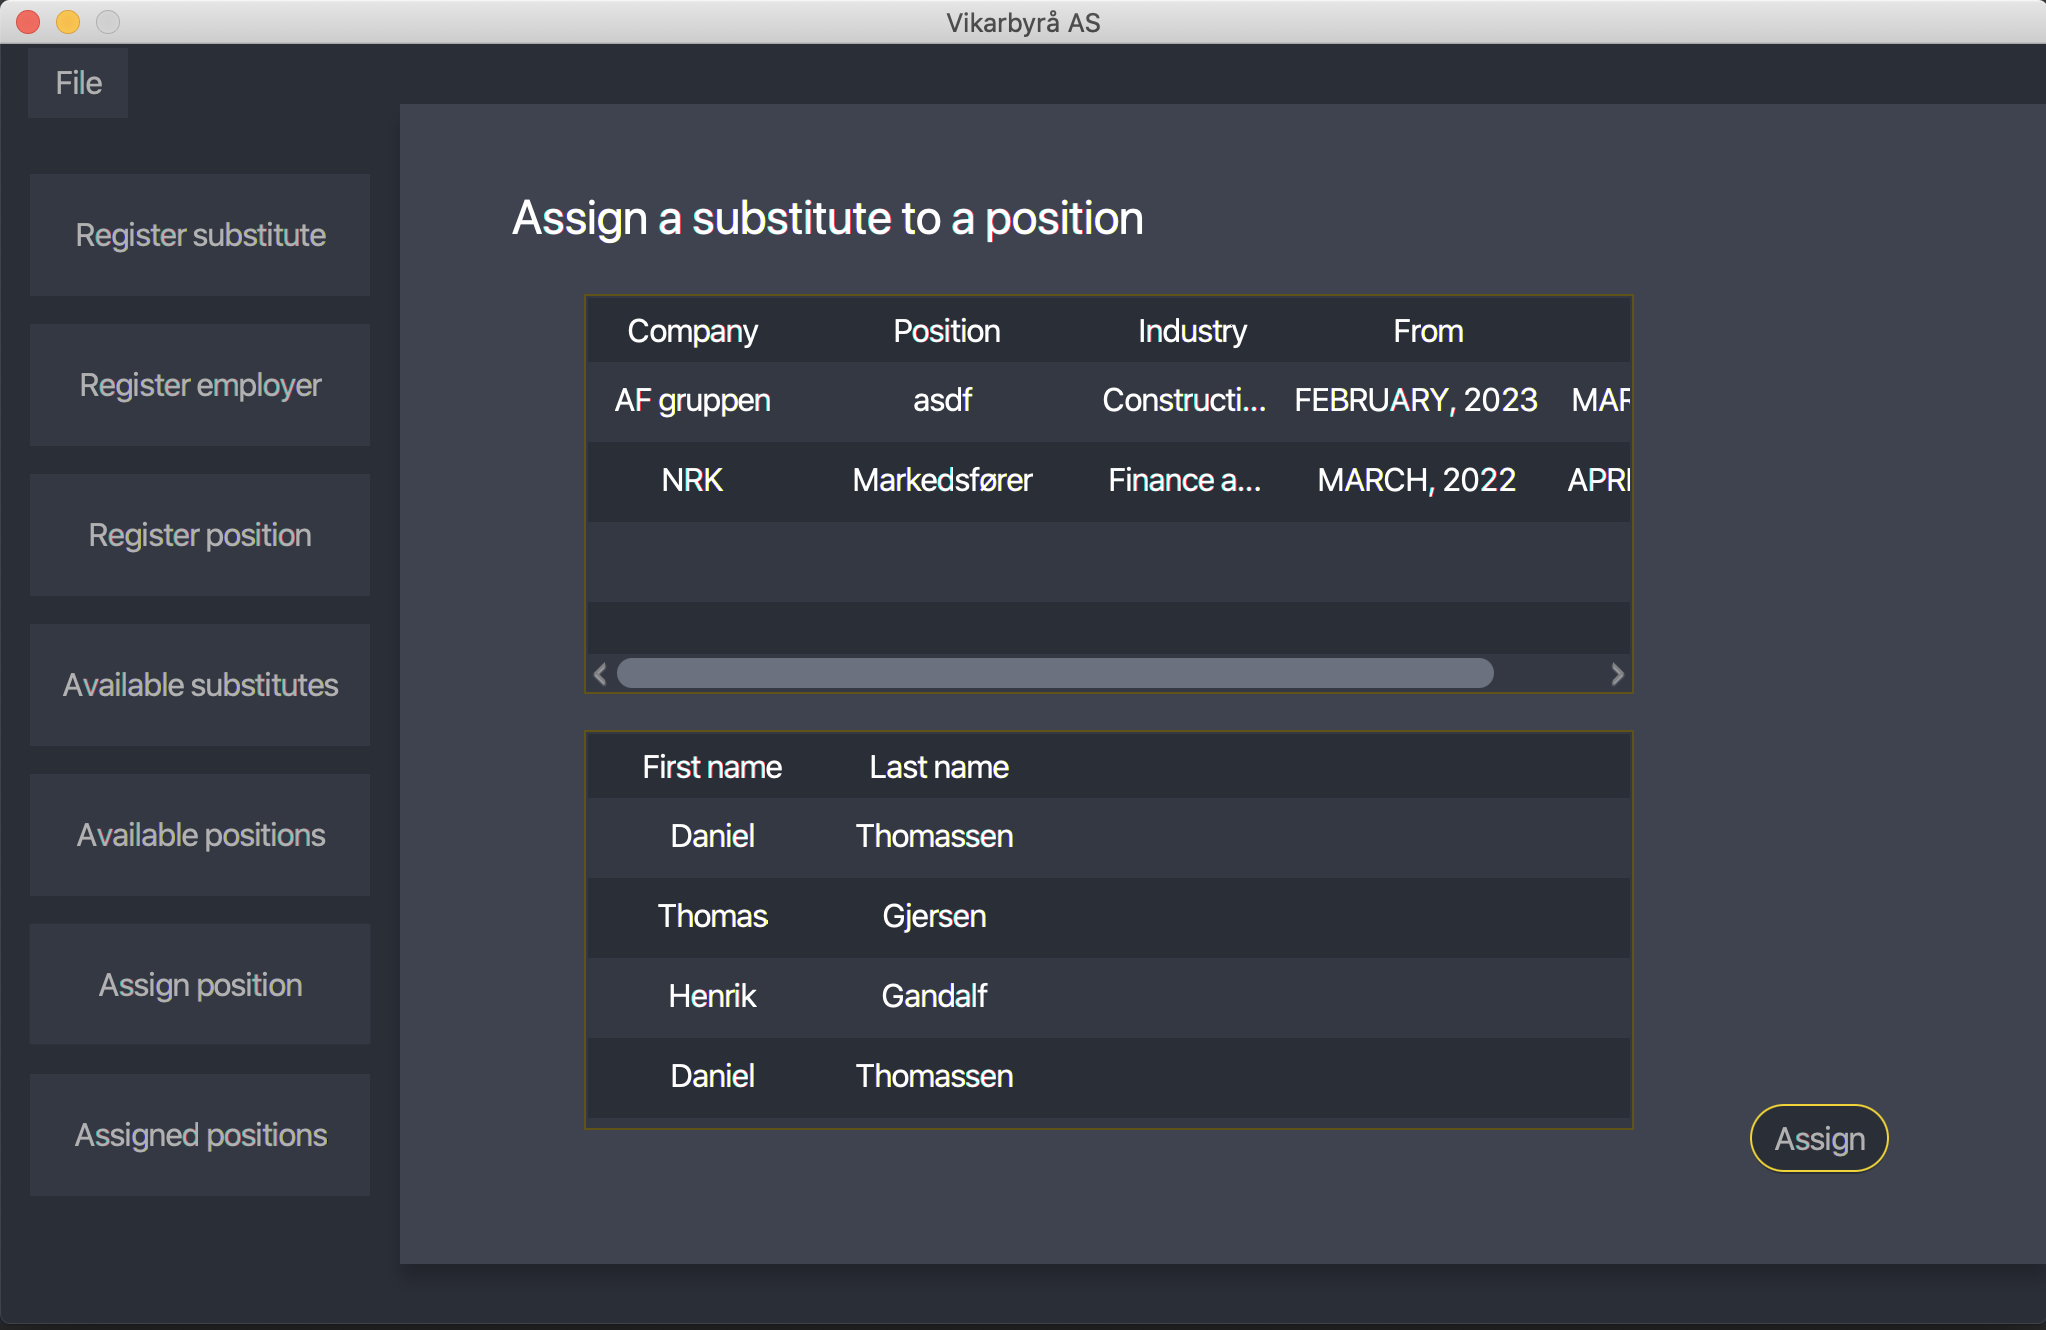 Vikarbyrå AS
File
Register substitute
Register employer
Register position
Available substitutes
Available positions
Assign position
Assigned positions
Assign a substitute to a position
Company Position Industry From
AF gruppen asdf Constructi... FEBRUARY, 2023 MAR
NRK Markedsfører Finance a... MARCH, 2022 APRI
First name Last name
Daniel Thomassen
Thomas Gjersen
Henrik Gandalf
Daniel Thomassen
Assign